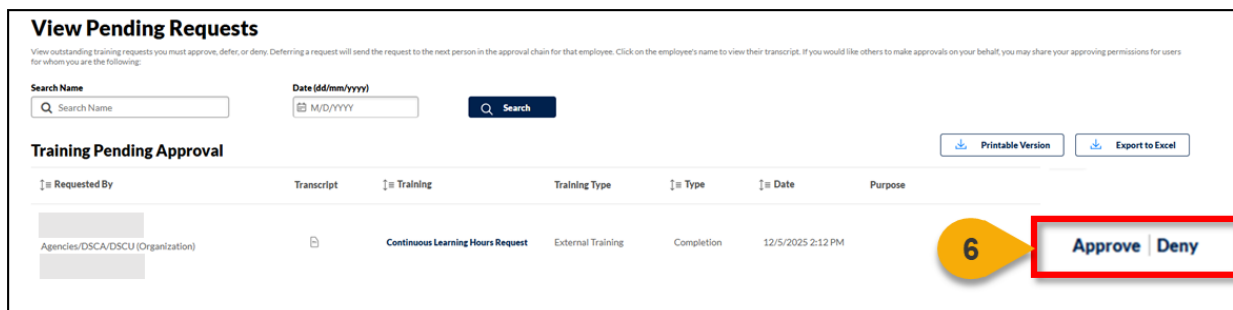 View Pending Requests
View outstanding training requests you must approve, defer, or deny. Deferring a request will send the request to the next person in the approval chain for that employee. Click on the employee's name to view their transcript. If you would like others to make approvals on your behalf, you may share your approving permissions for users
for whom you are the following:
Search Name Date (dd/mm/yyyy)
Search Name M/D/YYYY Search
Training Pending Approval Printable Version Export to Excel
Requested By Transcript Training Training Type Type Date Purpose
Agencies/DSCA/DSCU (Organization) Continuous Learning Hours Request External Training Completion 12/5/2025 2:12 PM 6 Approve Deny